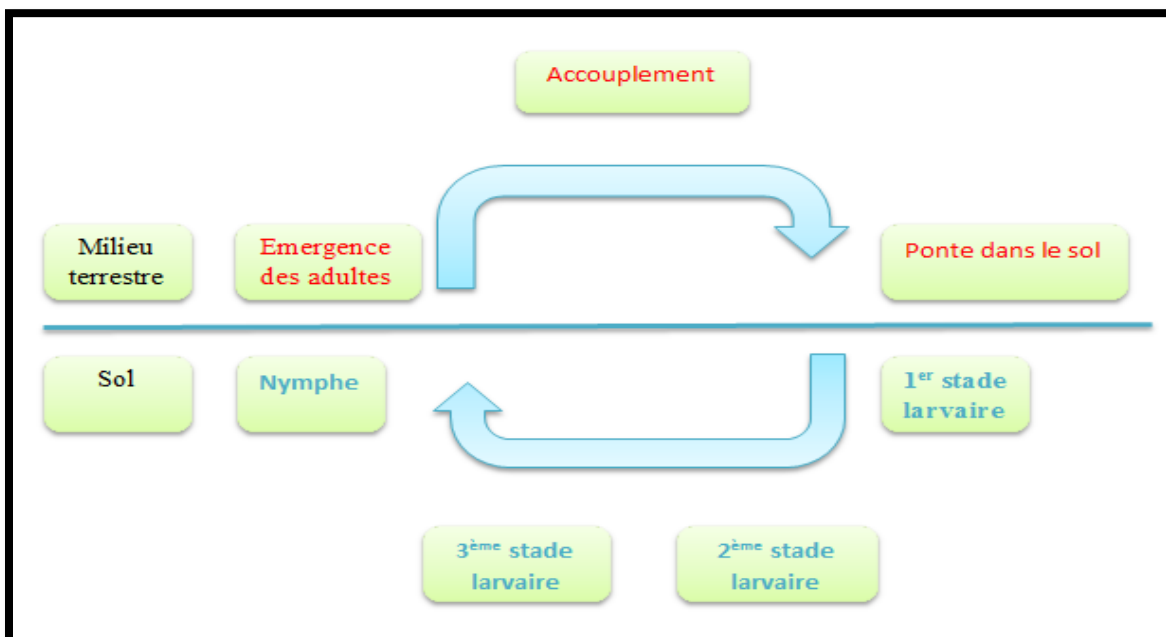 Accouplement
Milieu
terrestre
Emergence
des adultes
Ponte dans le sol
Sol
Nymphe
1er stade
larvaire
3ème stade
larvaire
2ème stade
larvaire